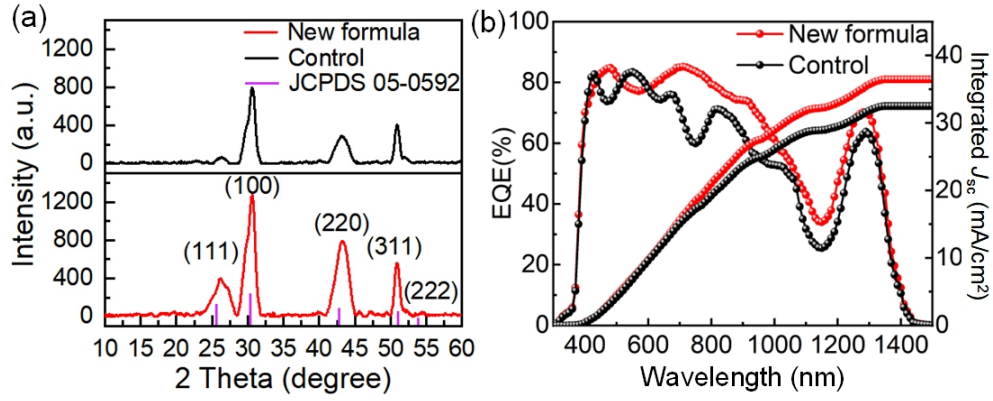 (a)
New formula
Control
JCPDS 05-0592
1200
800
400
0
(100)
(111)
(220)
(311)
(222)
1200
800
400
0
Intensity (a.u.)
10 15 20 25 30 35 40 45 50 55 60
2 Theta (degree)
(b)
New formula
Control
100
80
60
40
20
0
EQE(%)
40
30
20
10
0
Integrated Jsc (mA/cm²)
400 600 800 1000 1200 1400
Wavelength (nm)